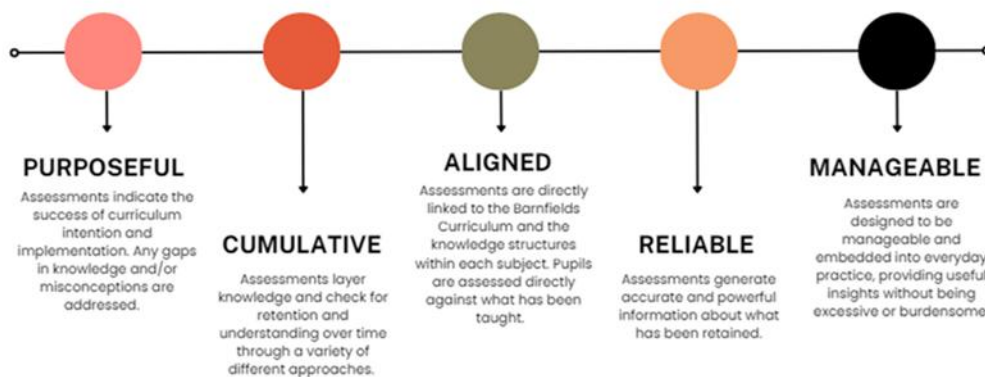 PURPOSEFUL
Assessments indicate the
success of curriculum
intention and
implementation. Any gaps
in knowledge and/or
misconceptions are
addressed.
CUMULATIVE
Assessments layer
knowledge and check for
retention and
understanding over time
through a variety of
different approaches.
ALIGNED
Assessments are directly
linked to the Barnfields
Curriculum and the
knowledge structures
within each subject. Pupils
are assessed directly
against what has been
taught.
RELIABLE
Assessments generate
accurate and powerful
information about what
has been retained.
MANAGEABLE
Assessments are
designed to be
manageable and
embedded into everyday
practice, providing useful
insights without being
excessive or burdensome